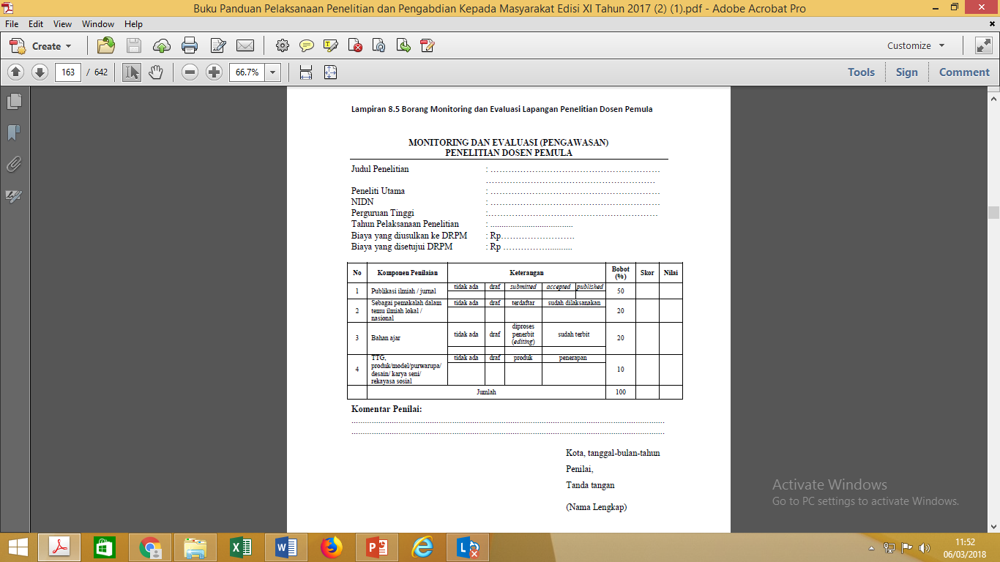 Buku Panduan Pelaksanaan Penelitian dan Pengabdian Kepada Masyarakat Edisi XI Tahun 2017 (2) (1).pdf - Adobe Acrobat Pro
File Edit View Window Help
Create
Customize
163 / 642
66.7%
Tools Sign Comment
Lampiran 8.5 Borang Monitoring dan Evaluasi Lapangan Penelitian Dosen Pemula
MONITORING DAN EVALUASI (PENGAWASAN)
PENELITIAN DOSEN PEMULA
Judul Penelitian : …………………………………………………
…………………………………………………
Peneliti Utama : …………………………………………………
NIDN : …………………………………………………
Perguruan Tinggi :…………………………………………………
Tahun Pelaksanaan Penelitian : .....................................
Biaya yang diusulkan ke DRPM : Rp…………………….
Biaya yang disetujui DRPM : Rp ……………...........
No Komponen Penilaian Keterangan Bobot (%) Skor Nilai
1 Publikasi ilmiah / jurnal tidak ada draf submitted accepted published 50
2 Sebagai pemakalah dalam temu ilmiah lokal / nasional tidak ada draf terdaftar sudah dilaksanakan 20
3 Bahan ajar tidak ada draf diproses penerbit (editing) sudah terbit 20
4 TTG, produk/model/purwarupa/ desain/ karya seni/ rekayasa sosial tidak ada draf produk penerapan 10
Jumlah 100
Komentar Penilai:
...............................................................................................................................................
...............................................................................................................................................
Kota, tanggal-bulan-tahun
Penilai,
Tanda tangan
(Nama Lengkap)
Activate Windows
Go to PC settings to activate Windows.
11:52
06/03/2018